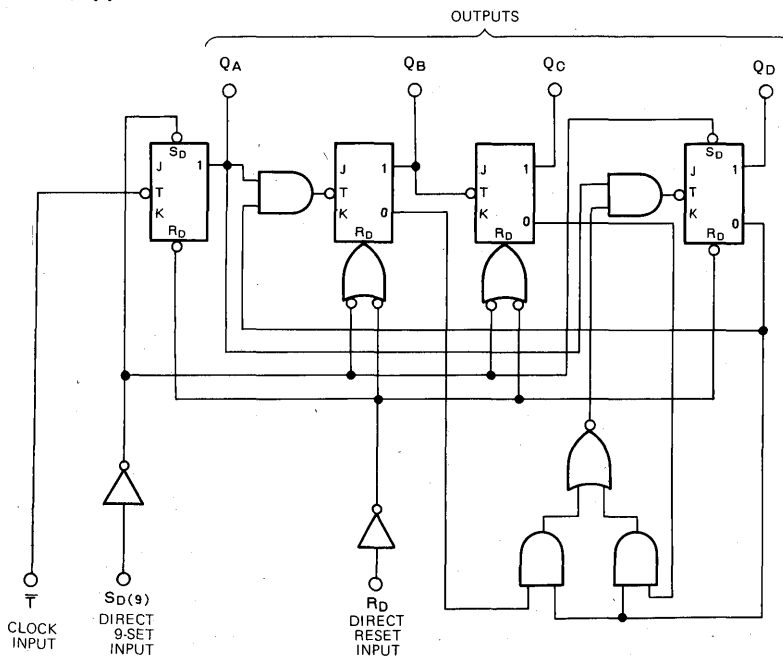 OUTPUTS
QA QB QC QD
SD SD
J 1 J 1 J 1 J 1
T T T T
K K 0 K 0 K 0
RD RD RD RD
T̅ SD(9) RD
CLOCK INPUT
DIRECT 9-SET INPUT
DIRECT RESET INPUT